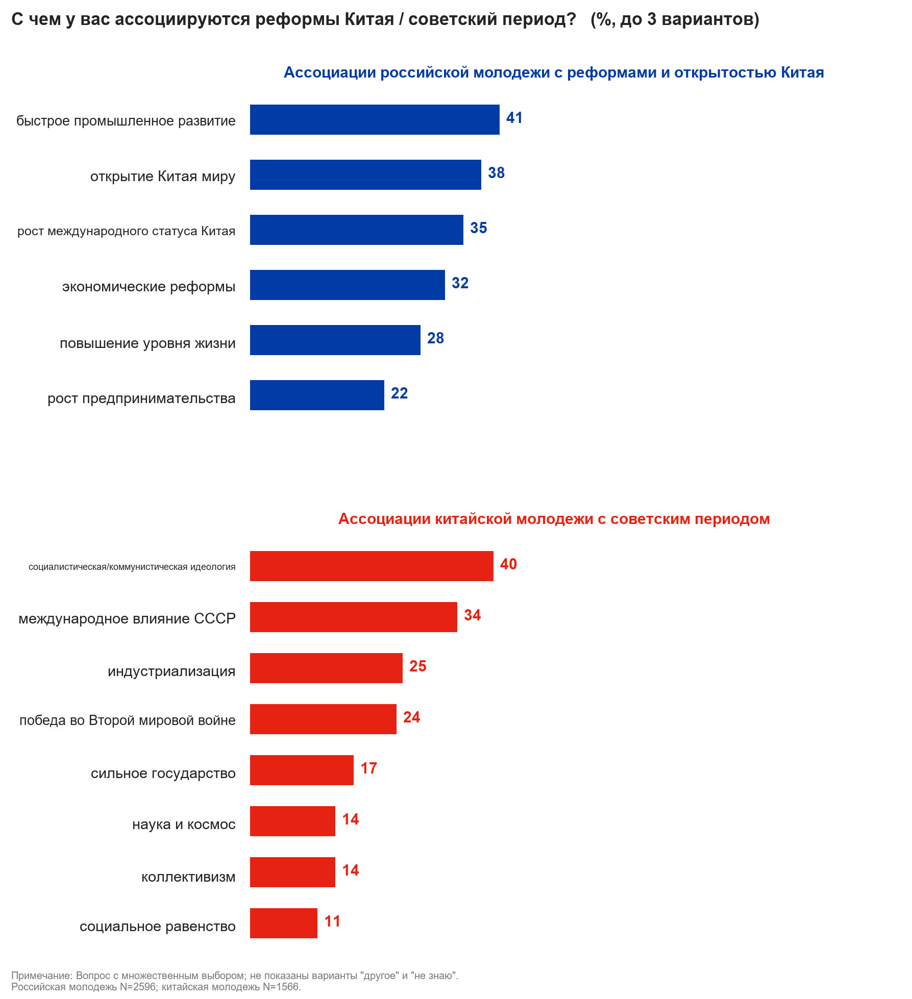 С чем у вас ассоциируются реформы Китая / советский период? (%, до 3 вариантов)
Ассоциации российской молодежи с реформами и открытостью Китая
быстрое промышленное развитие 41
открытие Китая миру 38
рост международного статуса Китая 35
экономические реформы 32
повышение уровня жизни 28
рост предпринимательства 22
Ассоциации китайской молодежи с советским периодом
социалистическая/коммунистическая идеология 40
международное влияние СССР 34
индустриализация 25
победа во Второй мировой войне 24
сильное государство 17
наука и космос 14
коллективизм 14
социальное равенство 11
Примечание: Вопрос с множественным выбором; не показаны варианты "другое" и "не знаю".
Российская молодежь N=2596; китайская молодежь N=1566.